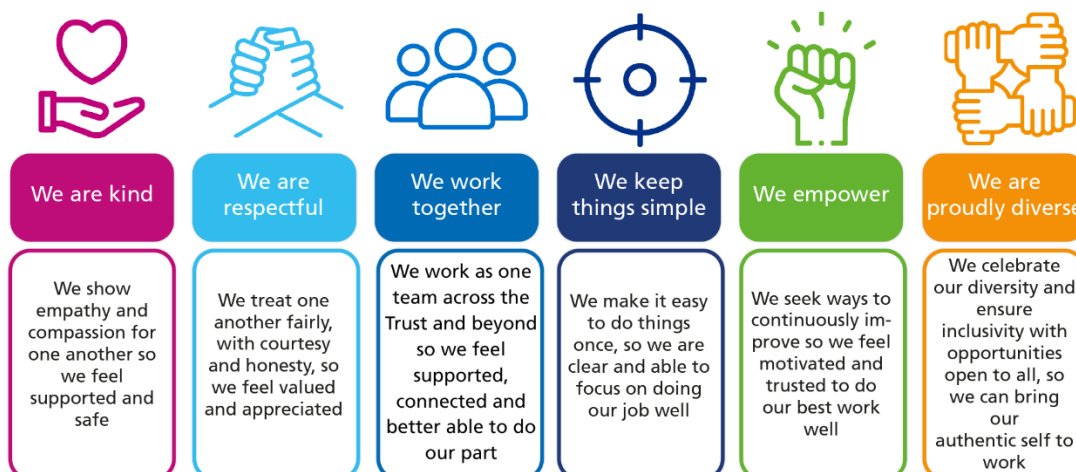 We are kind
We are
respectful
We work
together
We keep
things simple
We empower
We are
proudly diverse
We show
empathy and
compassion for
one another so
we feel
supported and
safe
We treat one
another fairly,
with courtesy
and honesty, so
we feel valued
and appreciated
We work as one
team across the
Trust and beyond
so we feel
supported,
connected and
better able to do
our part
We make it easy
to do things
once, so we are
clear and able to
focus on doing
our job well
We seek ways to
continuously im-
prove so we feel
motivated and
trusted to do
our best work
well
We celebrate
our diversity and
ensure
inclusivity with
opportunities
open to all, so
we can bring
our
authentic self to
work